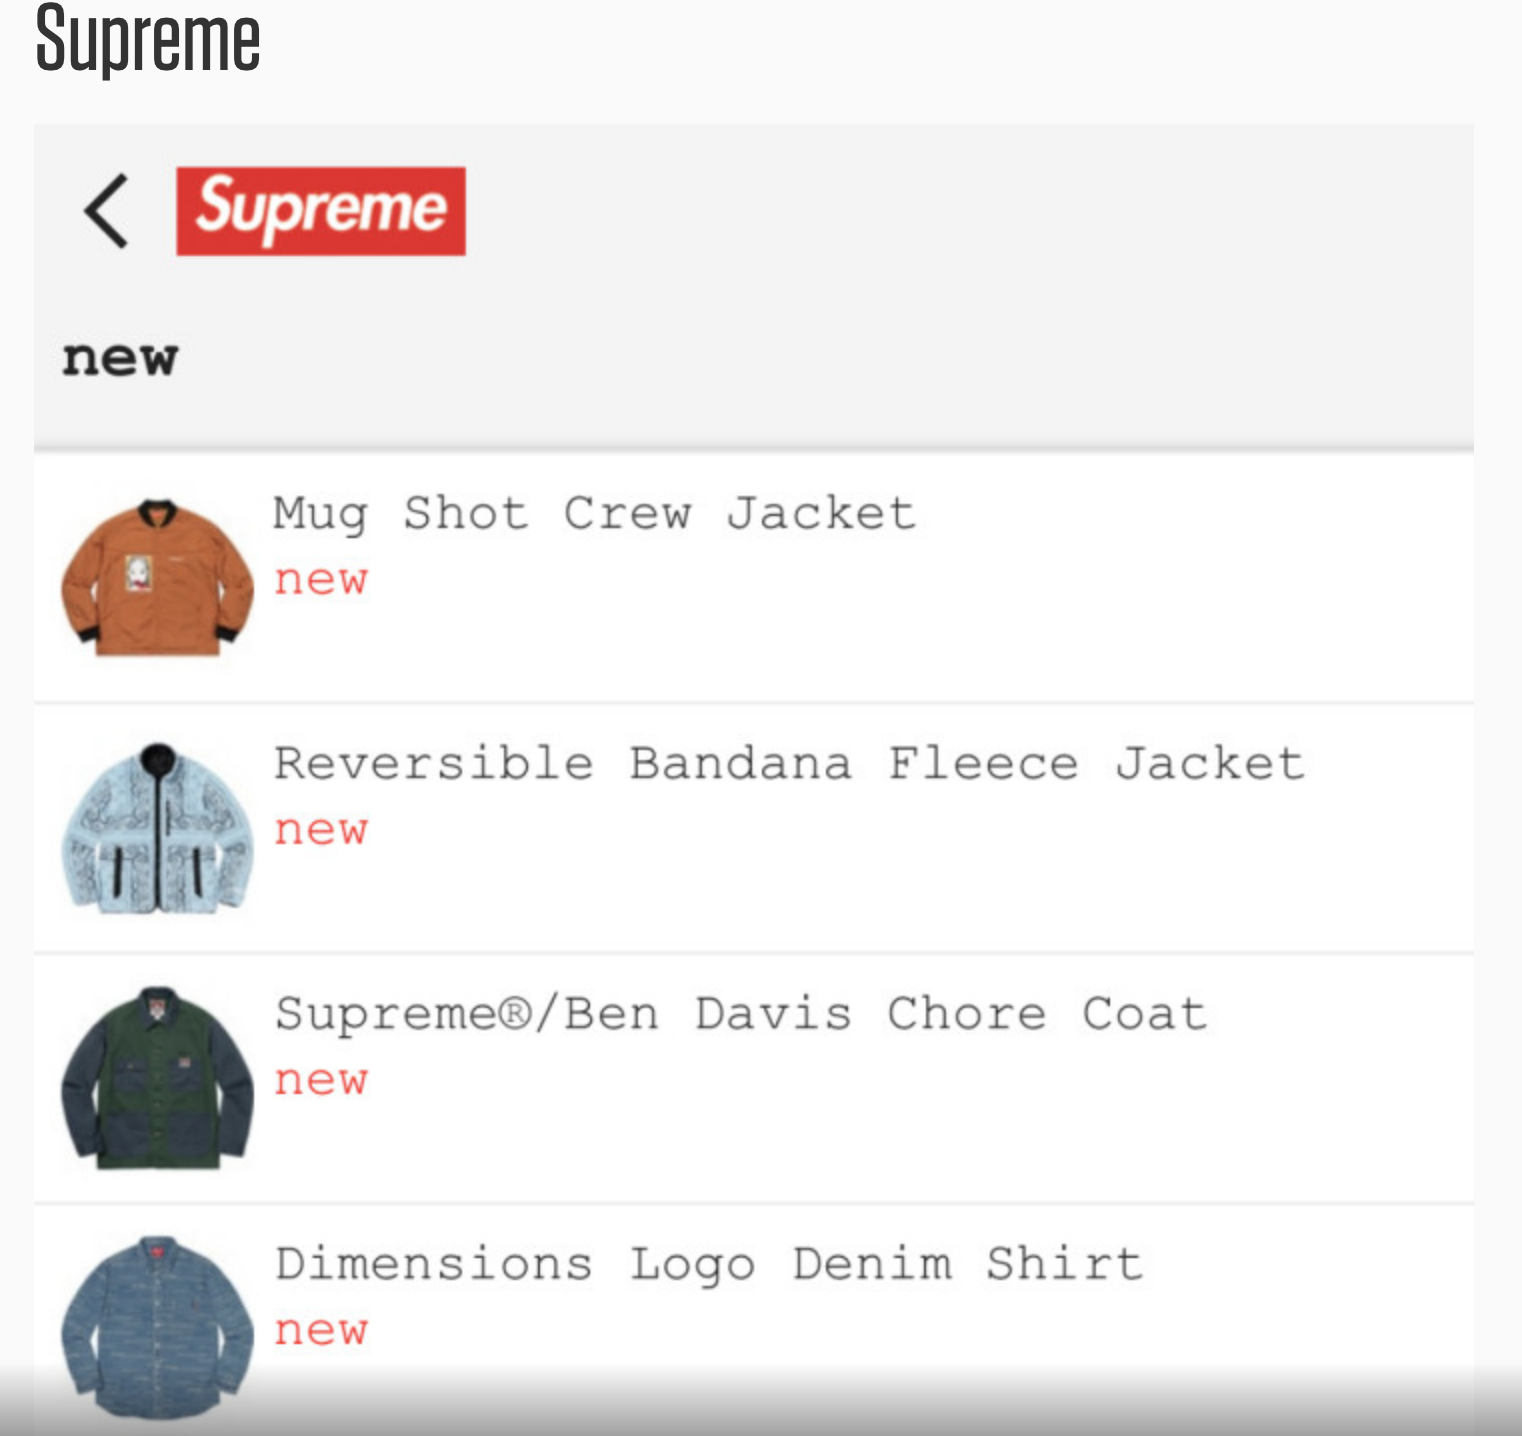 Supreme
Supreme
new
Mug Shot Crew Jacket
new
Reversible Bandana Fleece Jacket
new
Supreme®/Ben Davis Chore Coat
new
Dimensions Logo Denim Shirt
new